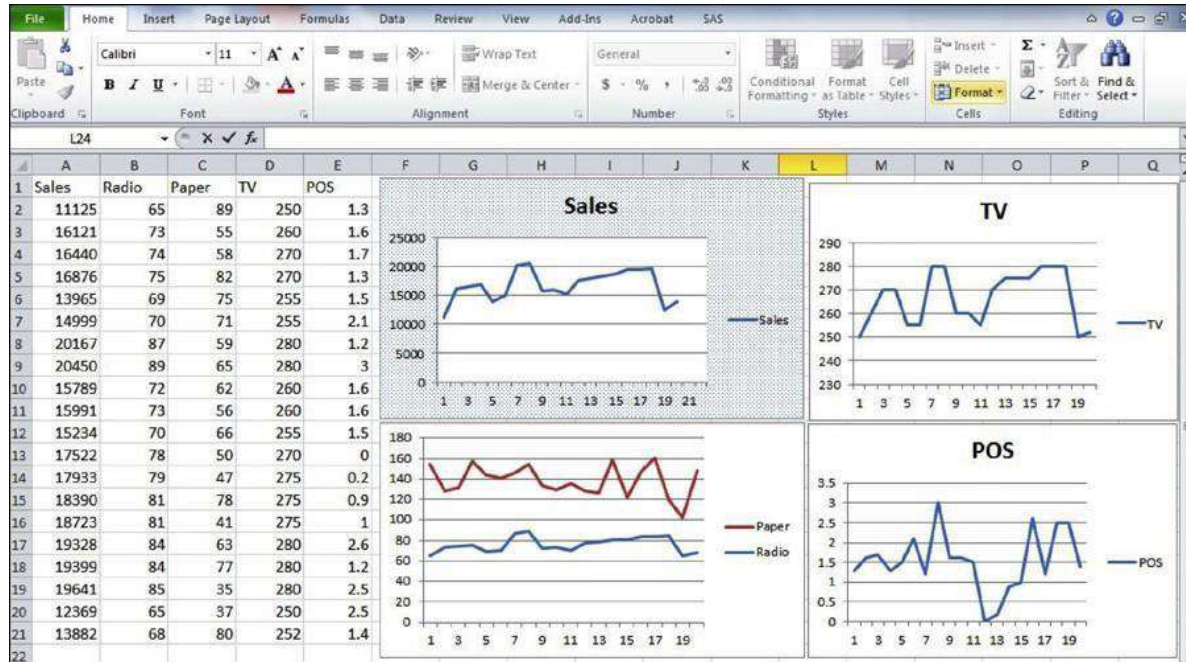 File Home Insert Page Layout Formulas Data Review View Add-Ins Acrobat SAS
Paste
Calibri 11 A A
B I U A
Wrap Text
Merge & Center
General
$ % , .0 .00 .00 .0
Conditional Formatting
Format as Table
Cell Styles
Insert
Delete
Format
Σ
Sort & Filter
Find & Select
Clipboard Font Alignment Number Styles Cells Editing
L24 fx
A B C D E F G H I J K L M N O P Q
1 Sales Radio Paper TV POS
2 11125 65 89 250 1.3
3 16121 73 55 260 1.6
4 16440 74 58 270 1.7
5 16876 75 82 270 1.3
6 13965 69 75 255 1.5
7 14999 70 71 255 2.1
8 20167 87 59 280 1.2
9 20450 89 65 280 3
10 15789 72 62 260 1.6
11 15991 73 56 260 1.6
12 15234 70 66 255 1.5
13 17522 78 50 270 0
14 17933 79 47 275 0.2
15 18390 81 78 275 0.9
16 18723 81 41 275 1
17 19328 84 63 280 2.6
18 19399 84 77 280 1.2
19 19641 85 35 280 2.5
20 12369 65 37 250 2.5
21 13882 68 80 252 1.4
22
Sales
25000
20000
15000
10000
5000
0
1 3 5 7 9 11 13 15 17 19 21
Sales
TV
290
280
270
260
250
240
230
1 3 5 7 9 11 13 15 17 19
TV
180
160
140
120
100
80
60
40
20
0
1 3 5 7 9 11 13 15 17 19
Paper
Radio
POS
3.5
3
2.5
2
1.5
1
0.5
0
1 3 5 7 9 11 13 15 17 19
POS